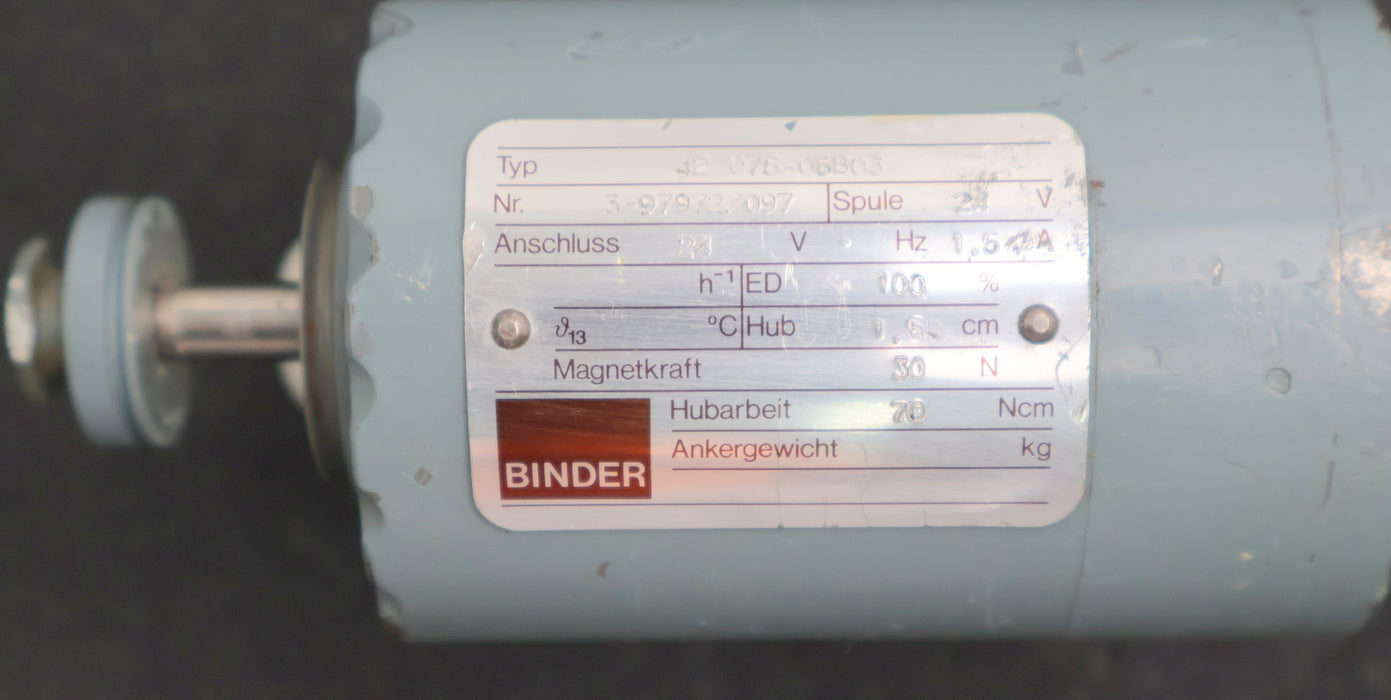 Typ 42 076-06B03
Nr. 3-97972/097 Spule 24 V
Anschluss 24 V - Hz 1,5 A
h⁻¹ ED 100 %
ϑ13 °C Hub cm
Magnetkraft 30 N
Hubarbeit 70 Ncm
Ankergewicht kg
BINDER